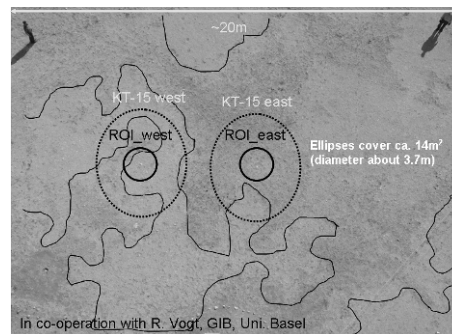 ~20m
KT-15 west
KT-15 east
ROI_west
ROI_east
Ellipses cover ca. 14m²
(diameter about 3.7m)
In co-operation with R. Vogt, GIB, Uni. Basel